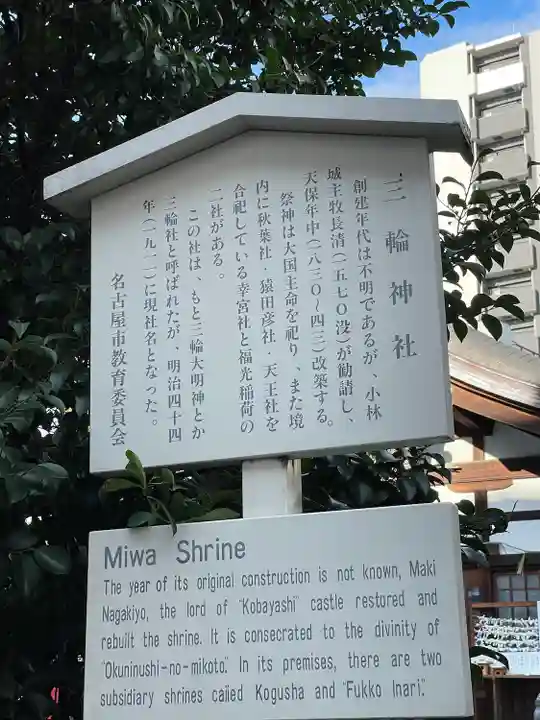 三輪神社
創建年代は不明であるが、小林
城主牧長清(一五七〇没)が勧請し、
天保年中(一八三〇〜四三)改築する。
祭神は大国主命を祀り、また境
内に秋葉社・猿田彦社・天王社を
合祀している幸宮社と福光稲荷の
二社がある。
この社は、もと三輪大明神とか
三輪社と呼ばれたが、明治四十四
年(一九一一)に現社名となった。
名古屋市教育委員会
Miwa Shrine
The year of its original construction is not known, Maki
Nagakiyo, the lord of "Kobayashi" castle restored and
rebuilt the shrine. It is consecrated to the divinity of
"Okuninushi-no-mikoto." In its premises, there are two
subsidiary shrines called Kogusha and "Fukko Inari."